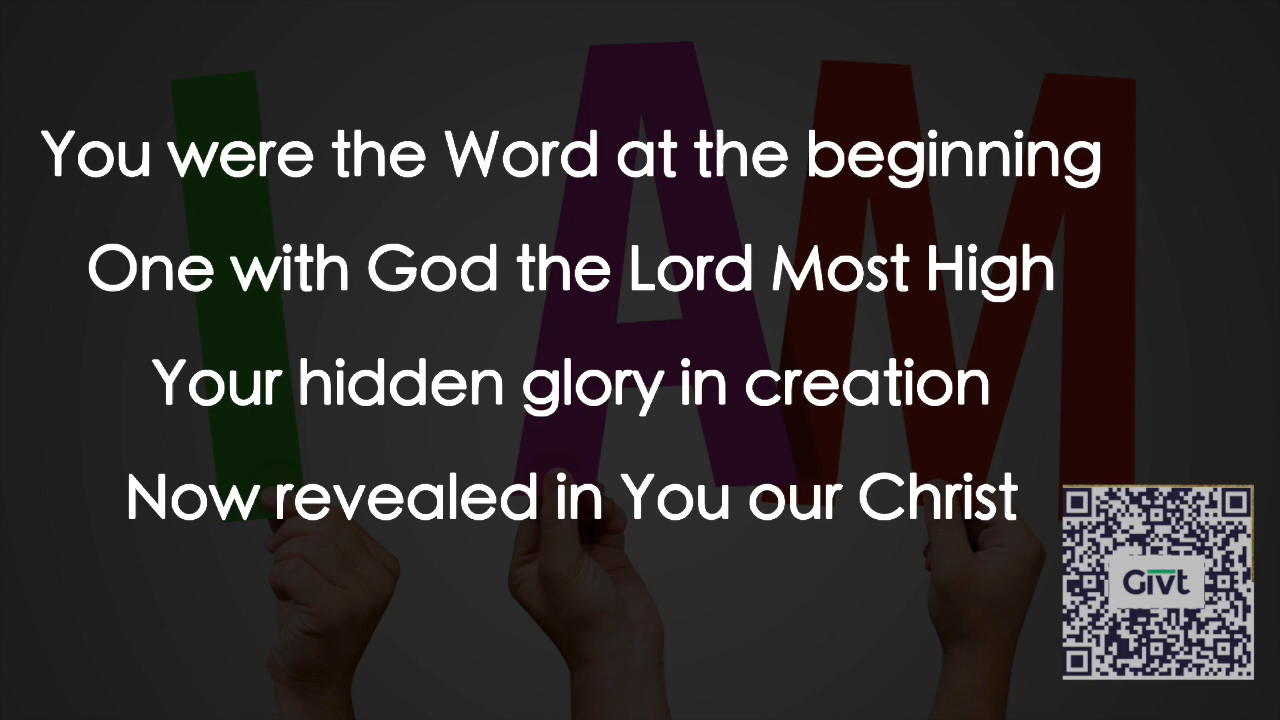 You were the Word at the beginning
One with God the Lord Most High
Your hidden glory in creation
Now revealed in You our Christ
I AM
Givt